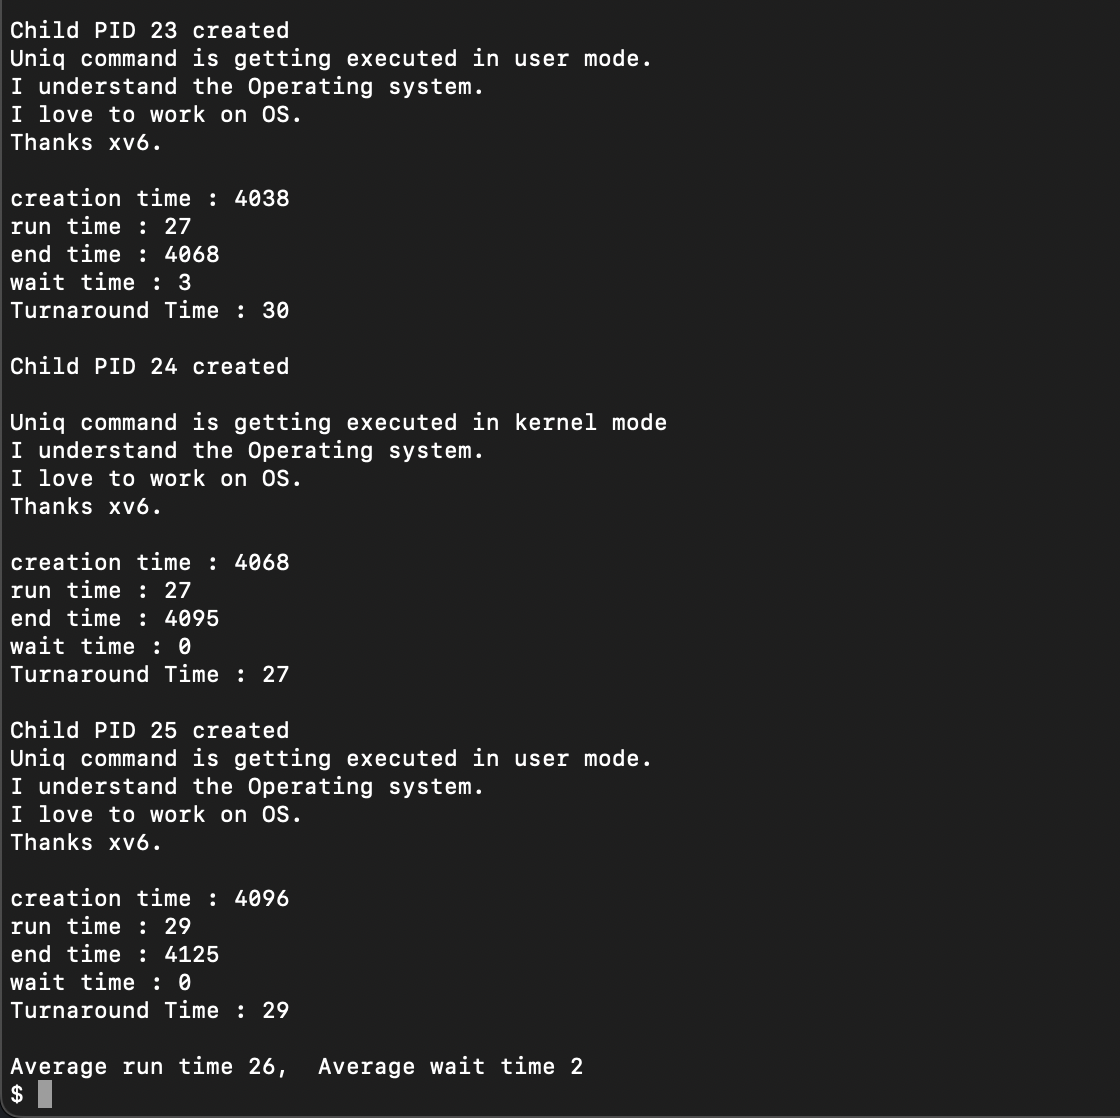 Child PID 23 created
Uniq command is getting executed in user mode.
I understand the Operating system.
I love to work on OS.
Thanks xv6.
creation time : 4038
run time : 27
end time : 4068
wait time : 3
Turnaround Time : 30
Child PID 24 created
Uniq command is getting executed in kernel mode
I understand the Operating system.
I love to work on OS.
Thanks xv6.
creation time : 4068
run time : 27
end time : 4095
wait time : 0
Turnaround Time : 27
Child PID 25 created
Uniq command is getting executed in user mode.
I understand the Operating system.
I love to work on OS.
Thanks xv6.
creation time : 4096
run time : 29
end time : 4125
wait time : 0
Turnaround Time : 29
Average run time 26,  Average wait time 2
$